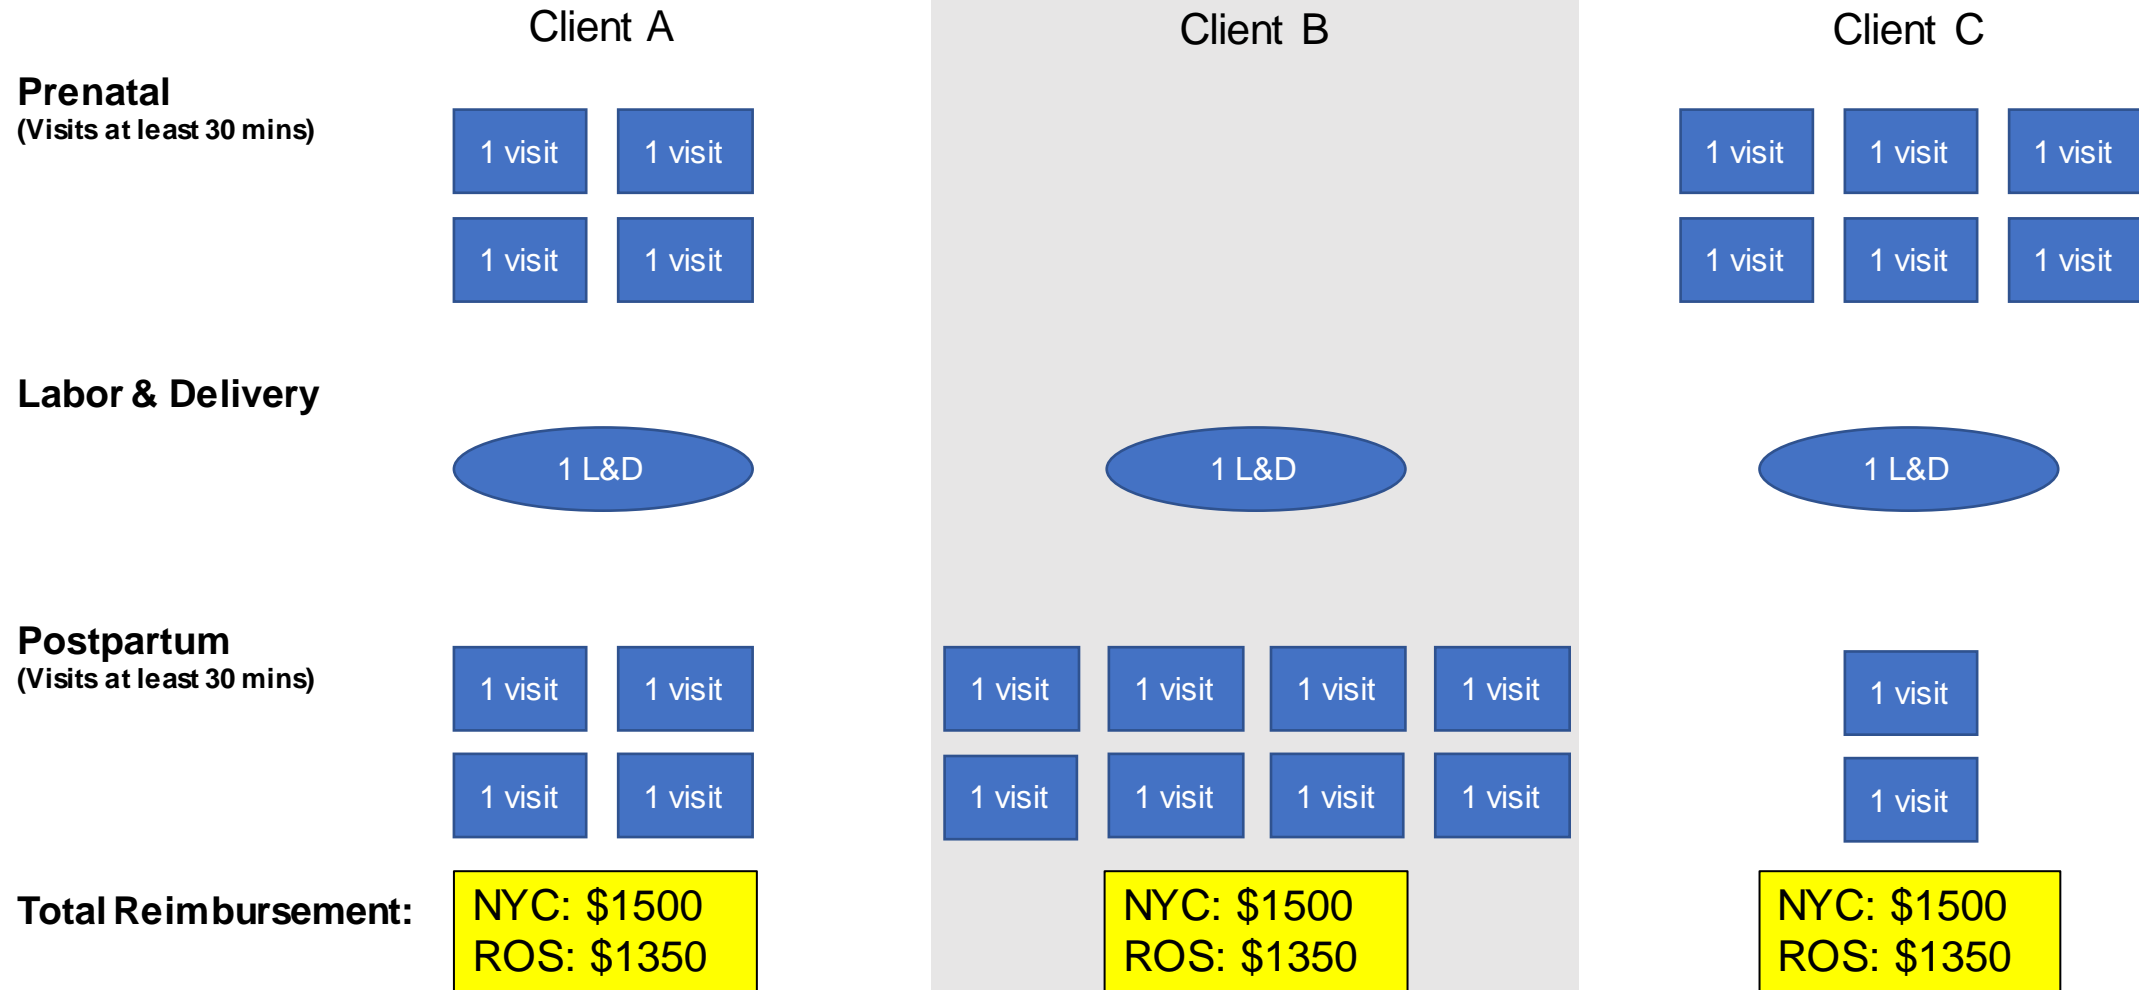 Client A
Client B
Client C
Prenatal
(Visits at least 30 mins)
1 visit 1 visit
1 visit 1 visit 1 visit
1 visit 1 visit
1 visit 1 visit 1 visit
Labor & Delivery
1 L&D
1 L&D
1 L&D
Postpartum
(Visits at least 30 mins)
1 visit 1 visit
1 visit 1 visit 1 visit 1 visit
1 visit
1 visit 1 visit
1 visit 1 visit 1 visit 1 visit
1 visit
Total Reimbursement:
NYC: $1500
ROS: $1350
NYC: $1500
ROS: $1350
NYC: $1500
ROS: $1350